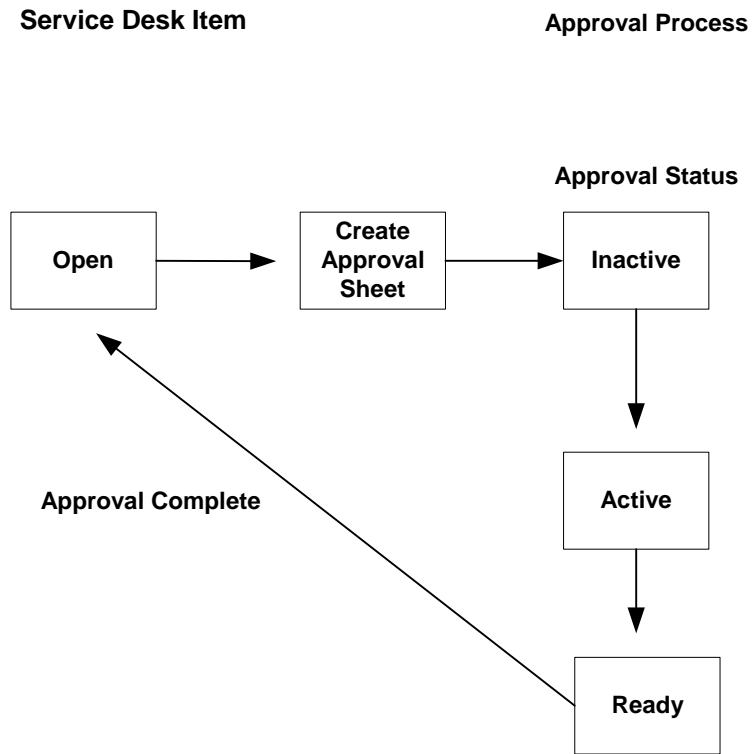 Service Desk Item
Approval Process
Approval Status
Open
Create
Approval
Sheet
Inactive
Approval Complete
Active
Ready